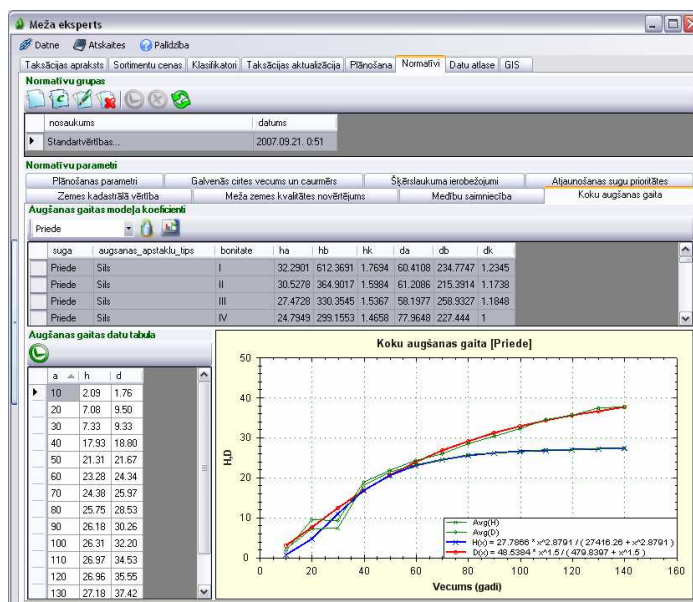 Meža eksperts
Datne Atskaites Palīdzība
Taksācijas apraksts Sortimentu cenas Klasifikatori Taksācijas aktualizācija Plānošana Normatīvi Datu atlase GIS
Normatīvu grupas
nosaukums datums
Standartvērtības... 2007.09.21. 0:51
Normatīvu parametri
Plānošanas parametri Galvenās cirtes vecums un caurmērs Šķērslaukuma ierobežojumi Atjaunošanas sugu prioritātes
Zemes kadastrālā vērtība Meža zemes kvalitātes novērtējums Medību saimniecība Koku augšanas gaita
Augšanas gaitas modeļa koeficienti
Priede
suga augsanas_apstaklu_tips bonitate ha hb hk da db dk
Priede Sils I 32.2901 612.3691 1.7694 60.4108 234.7747 1.2345
Priede Sils II 30.5278 364.9017 1.5984 61.2086 215.3914 1.1738
Priede Sils III 27.4728 330.3545 1.5367 58.1977 258.9327 1.1848
Priede Sils IV 24.7949 299.1553 1.4658 77.9648 227.444 1
Augšanas gaitas datu tabula
a h d
10 2.09 1.76
20 7.08 9.50
30 7.33 9.33
40 17.93 18.80
50 21.31 21.67
60 23.28 24.34
70 24.38 25.97
80 25.75 28.53
90 26.18 30.26
100 26.31 32.20
110 26.97 34.53
120 26.96 35.55
130 27.18 37.42
Koku augšanas gaita [Priede]
H,D
50
40
30
20
10
0
0 20 40 60 80 100 120 140 160
Vecums (gadi)
Avg(H)
Avg(D)
H(x) = 27.7866 * x^2.8791 / ( 27416.26 + x^2.8791 )
D(x) = 48.5384 * x^1.5 / ( 479.8397 + x^1.5 )